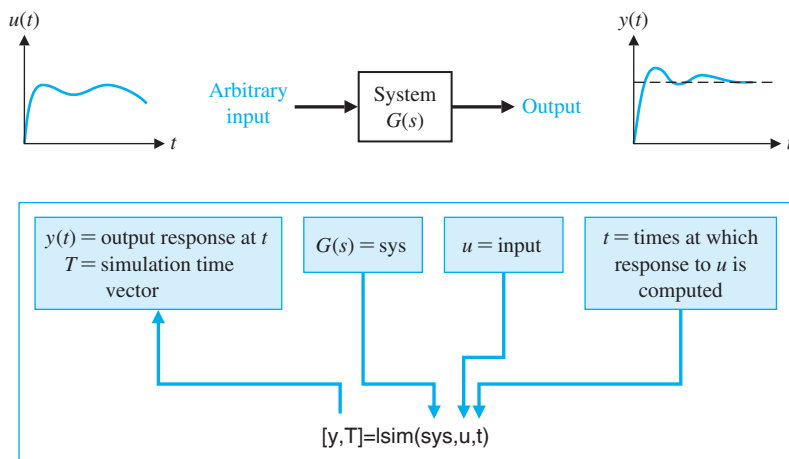 u(t)
t
Arbitrary
input
System
G(s)
Output
y(t)
t
y(t) = output response at t
T = simulation time
vector
G(s) = sys
u = input
t = times at which
response to u is
computed
[y,T]=lsim(sys,u,t)